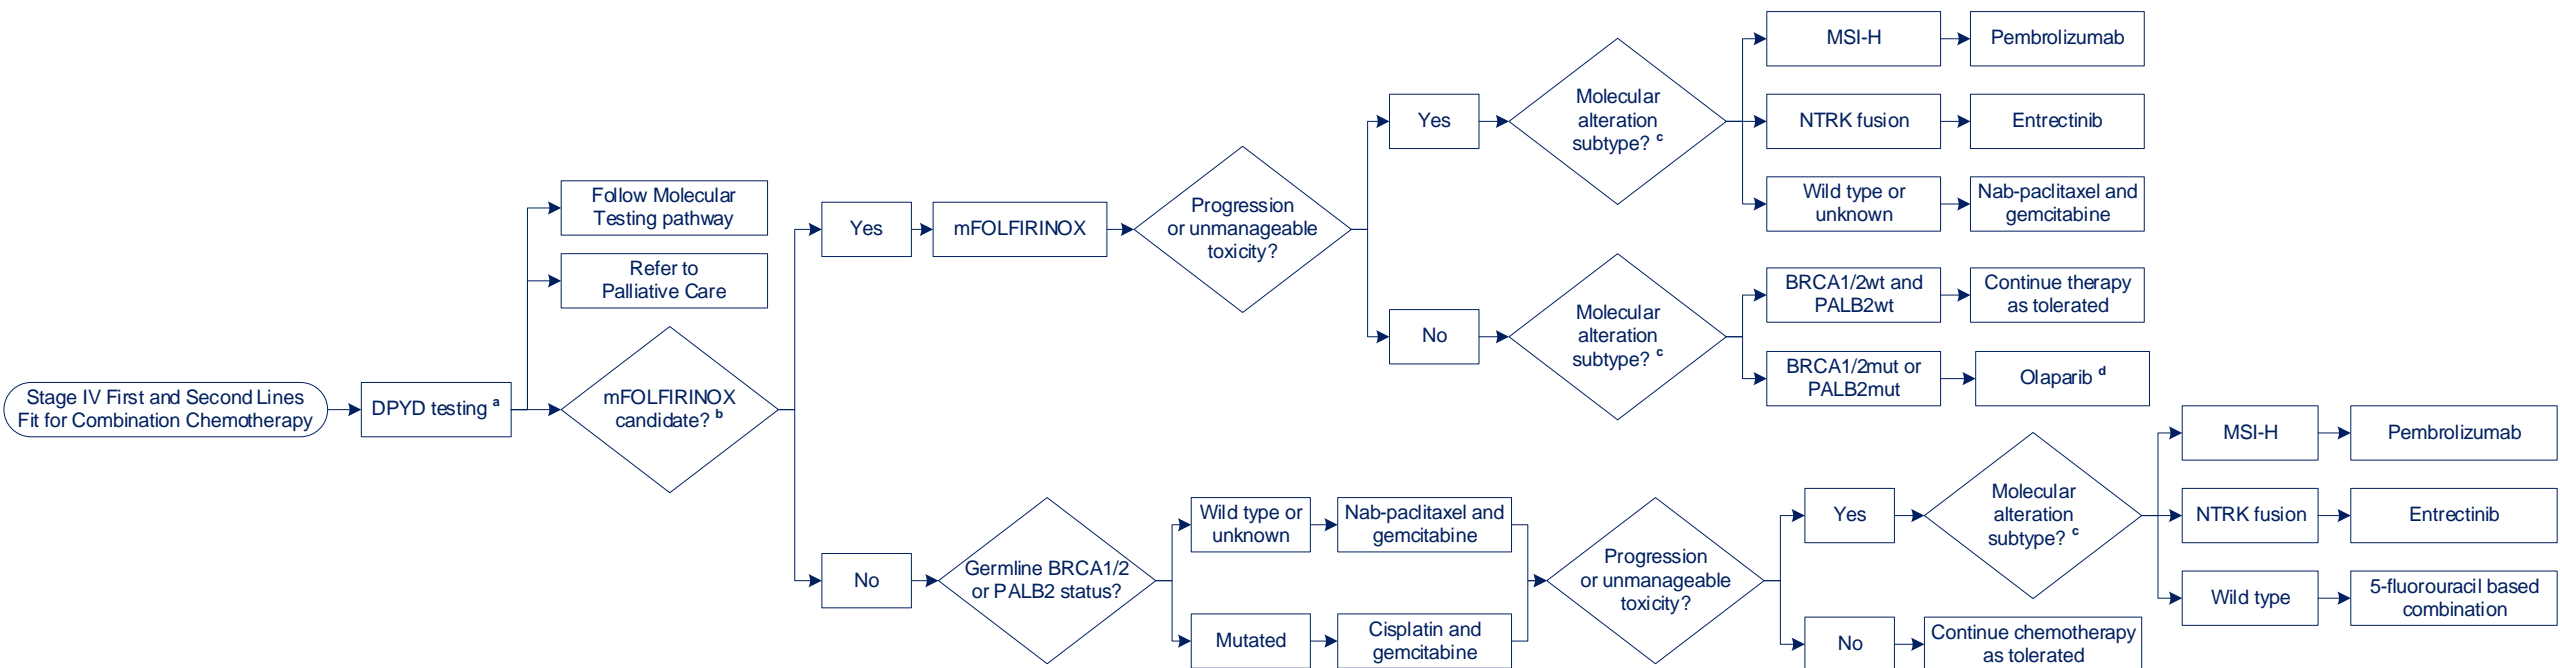 Stage IV First and Second Lines
Fit for Combination Chemotherapy
DPYD testing a
Follow Molecular
Testing pathway
Refer to
Palliative Care
mFOLFIRINOX
candidate? b
Yes
mFOLFIRINOX
Progression
or unmanageable
toxicity?
Yes
Molecular
alteration
subtype? c
MSI-H
Pembrolizumab
NTRK fusion
Entrectinib
Wild type or
unknown
Nab-paclitaxel and
gemcitabine
No
Molecular
alteration
subtype? c
BRCA1/2wt and
PALB2wt
Continue therapy
as tolerated
BRCA1/2mut or
PALB2mut
Olaparib d
No
Germline BRCA1/2
or PALB2 status?
Wild type or
unknown
Nab-paclitaxel and
gemcitabine
Mutated
Cisplatin and
gemcitabine
Progression
or unmanageable
toxicity?
Yes
Molecular
alteration
subtype? c
MSI-H
Pembrolizumab
NTRK fusion
Entrectinib
Wild type
5-fluorouracil based
combination
No
Continue chemotherapy
as tolerated